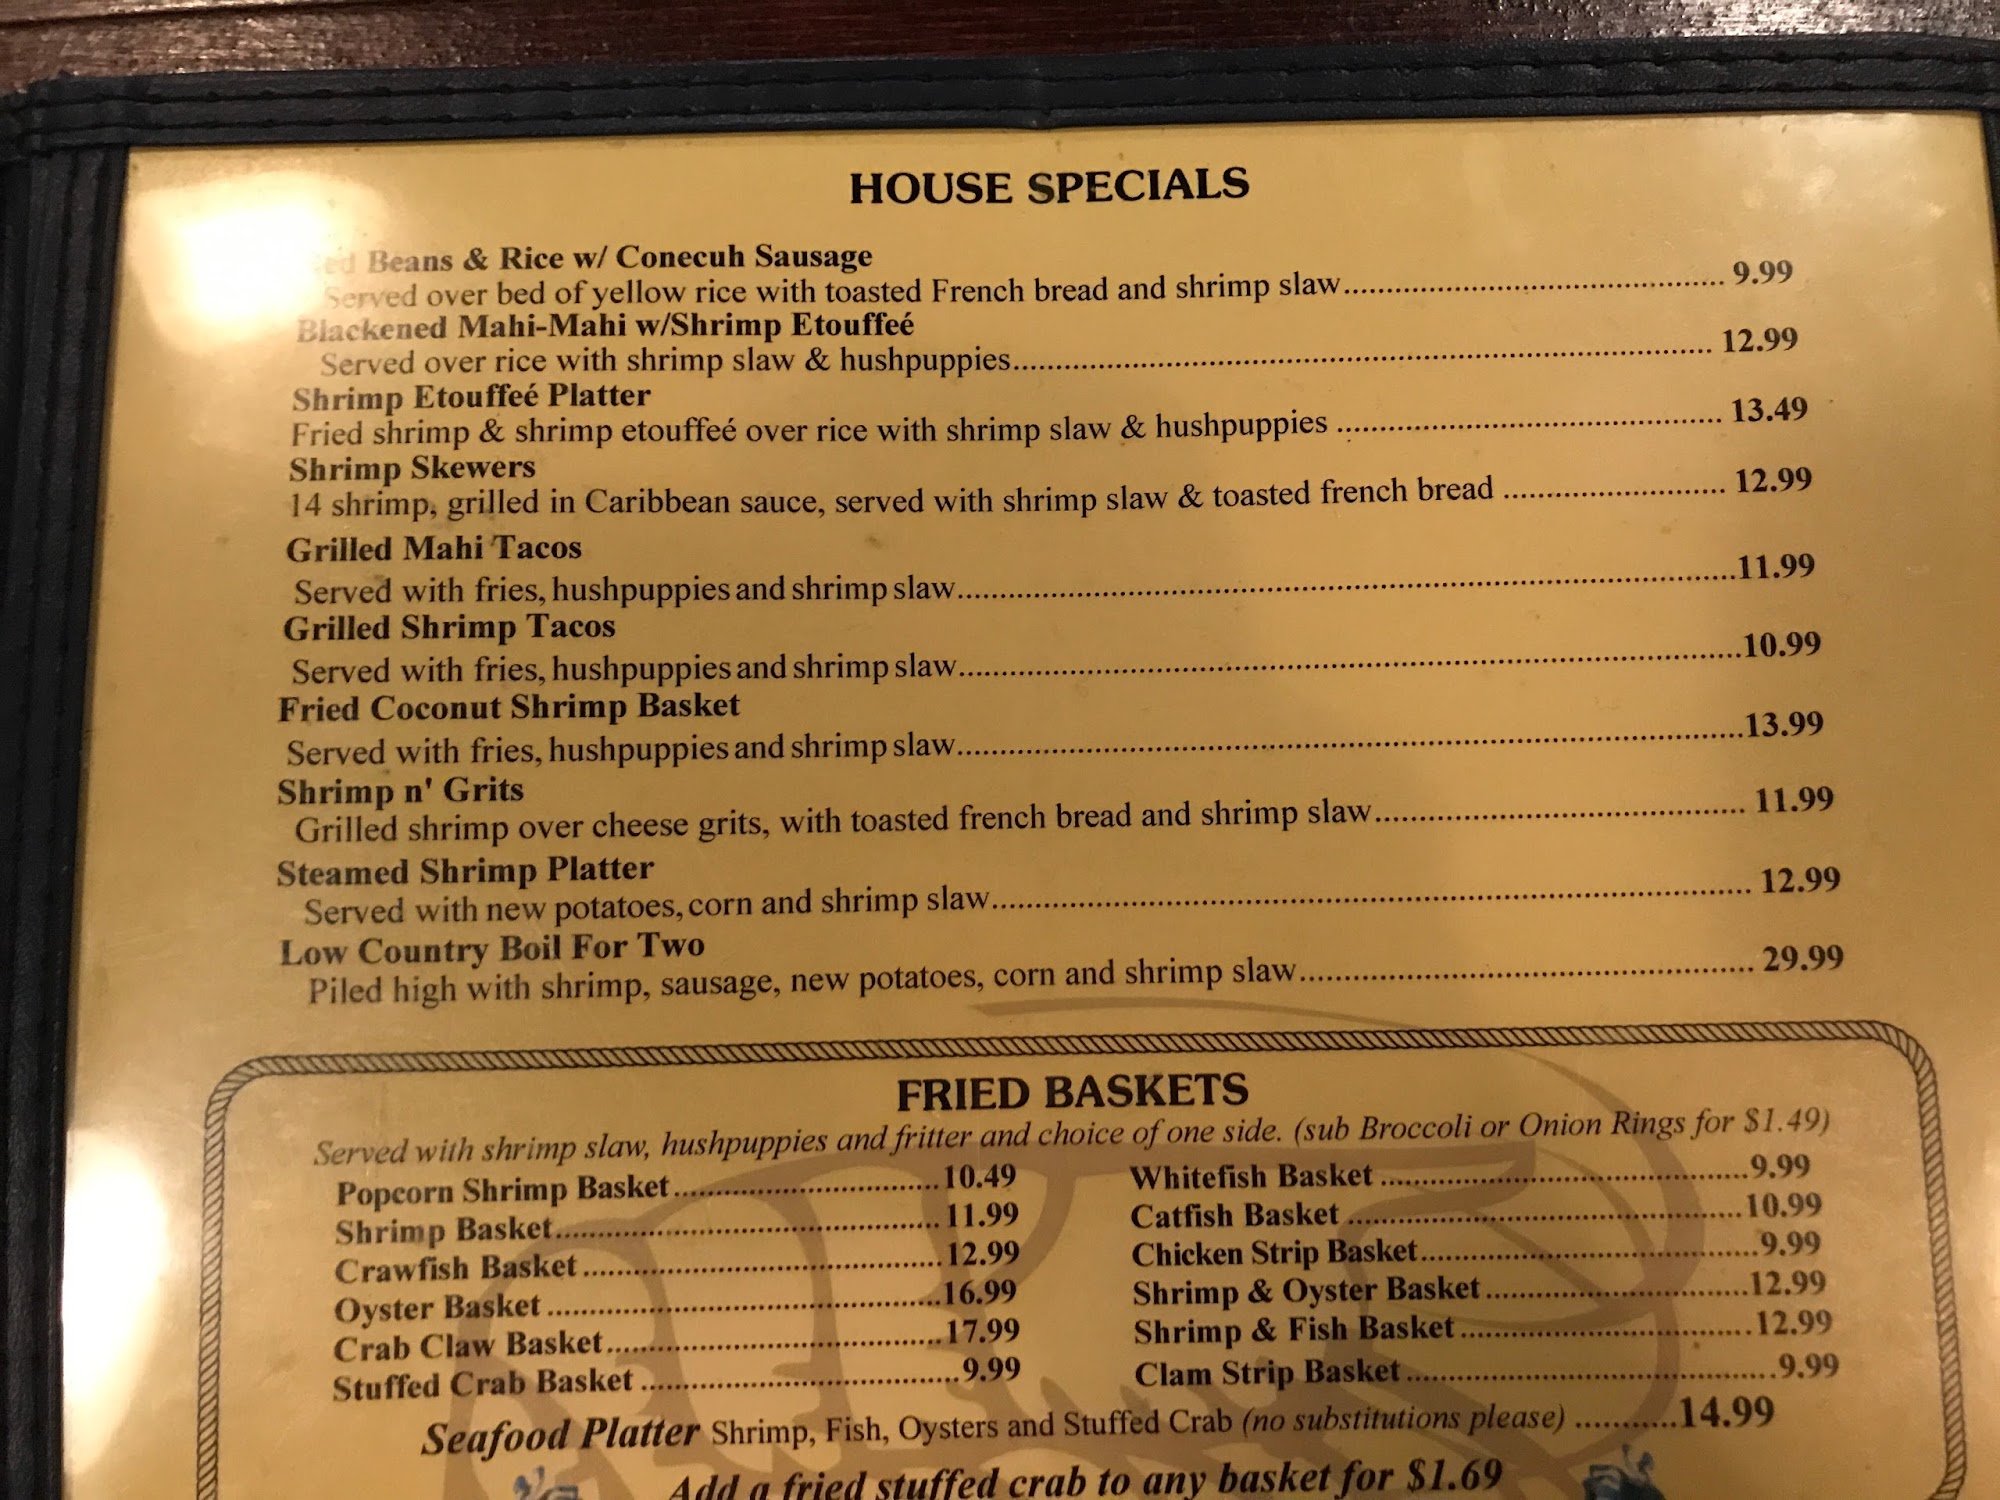 HOUSE SPECIALS
Red Beans & Rice w/ Conecuh Sausage
Served over bed of yellow rice with toasted French bread and shrimp slaw........ 9.99
Blackened Mahi-Mahi w/Shrimp Etouffeé
Served over rice with shrimp slaw & hushpuppies........ 12.99
Shrimp Etouffeé Platter
Fried shrimp & shrimp etouffeé over rice with shrimp slaw & hushpuppies ........ 13.49
Shrimp Skewers
14 shrimp, grilled in Caribbean sauce, served with shrimp slaw & toasted french bread ........ 12.99
Grilled Mahi Tacos
Served with fries, hushpuppies and shrimp slaw........11.99
Grilled Shrimp Tacos
Served with fries, hushpuppies and shrimp slaw........10.99
Fried Coconut Shrimp Basket
Served with fries, hushpuppies and shrimp slaw........13.99
Shrimp n' Grits
Grilled shrimp over cheese grits, with toasted french bread and shrimp slaw........ 11.99
Steamed Shrimp Platter
Served with new potatoes, corn and shrimp slaw........ 12.99
Low Country Boil For Two
Piled high with shrimp, sausage, new potatoes, corn and shrimp slaw........ 29.99
FRIED BASKETS
Served with shrimp slaw, hushpuppies and fritter and choice of one side. (sub Broccoli or Onion Rings for $1.49)
Popcorn Shrimp Basket........10.49
Shrimp Basket........11.99
Crawfish Basket........12.99
Oyster Basket........16.99
Crab Claw Basket........17.99
Stuffed Crab Basket........9.99
Whitefish Basket........9.99
Catfish Basket........10.99
Chicken Strip Basket........9.99
Shrimp & Oyster Basket........12.99
Shrimp & Fish Basket........12.99
Clam Strip Basket........9.99
Seafood Platter Shrimp, Fish, Oysters and Stuffed Crab (no substitutions please) ........14.99
Add a fried stuffed crab to any basket for $1.69